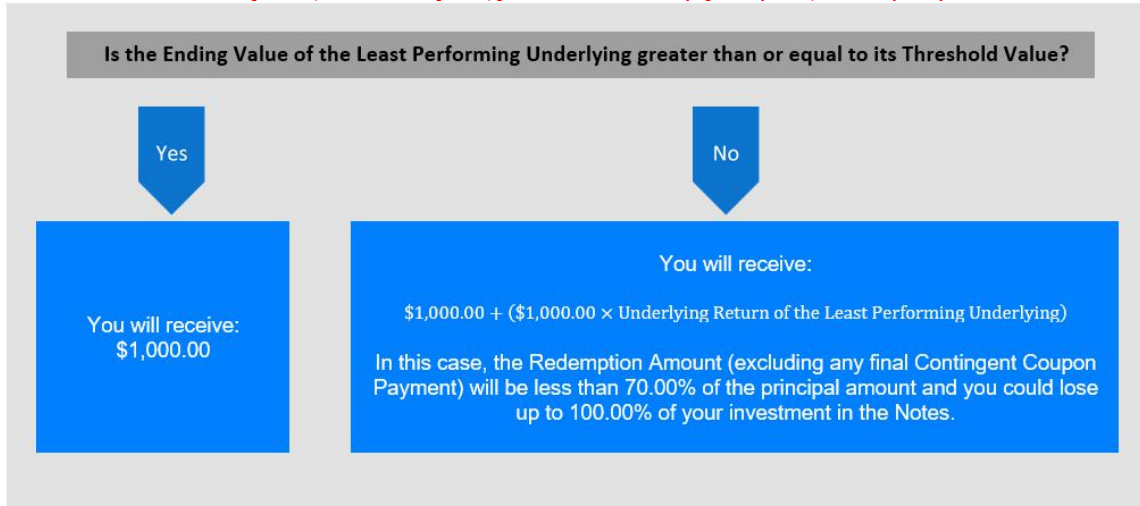 Is the Ending Value of the Least Performing Underlying greater than or equal to its Threshold Value?
Yes
No
You will receive:
$1,000.00
You will receive:
$1,000.00 + ($1,000.00 × Underlying Return of the Least Performing Underlying)
In this case, the Redemption Amount (excluding any final Contingent Coupon
Payment) will be less than 70.00% of the principal amount and you could lose
up to 100.00% of your investment in the Notes.